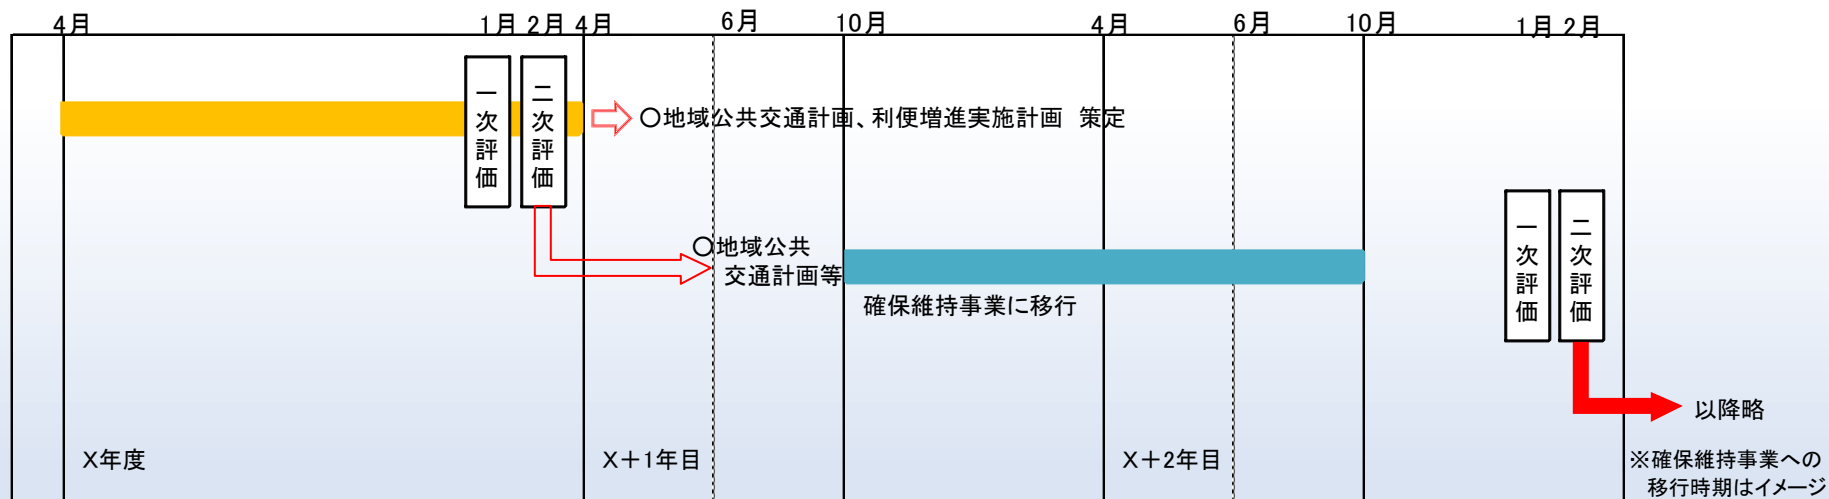 4月
1月
2月
4月
6月
10月
4月
6月
10月
1月
2月
一次評価
二次評価
〇地域公共交通計画、利便増進実施計画 策定
〇地域公共
交通計画等
確保維持事業に移行
一次評価
二次評価
以降略
X年度
X+1年目
X+2年目
※確保維持事業への
移行時期はイメージ